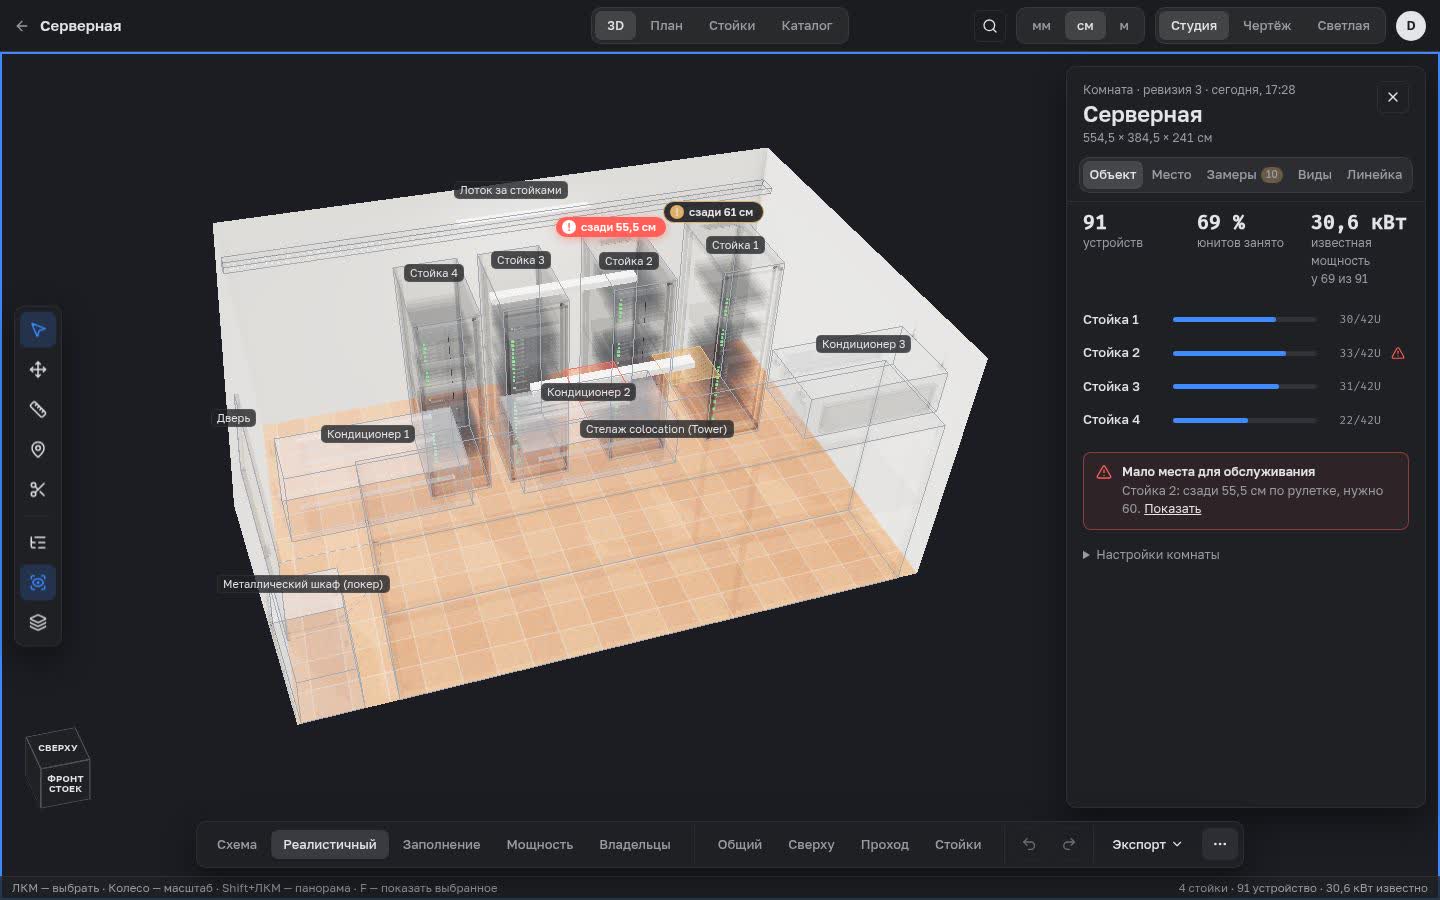 Серверная
3D План Стойки Каталог
мм см м
Студия Чертёж Светлая
D
Комната · ревизия 3 · сегодня, 17:28
Серверная
554,5 × 384,5 × 241 см
Объект Место Замеры 10 Виды Линейка
91
устройств
69 %
юнитов занято
30,6 кВт
известная
мощность
у 69 из 91
Стойка 1 30/42U
Стойка 2 33/42U
Стойка 3 31/42U
Стойка 4 22/42U
Мало места для обслуживания
Стойка 2: сзади 55,5 см по рулетке, нужно
60. Показать
Настройки комнаты
Лоток за стойками
! сзади 61 см
! сзади 55,5 см
Стойка 1
Стойка 2
Стойка 3
Стойка 4
Кондиционер 3
Кондиционер 2
Дверь
Стелаж colocation (Tower)
Кондиционер 1
Металлический шкаф (локер)
СВЕРХУ
ФРОНТ
СТОЕК
Схема Реалистичный Заполнение Мощность Владельцы Общий Сверху Проход Стойки Экспорт
ЛКМ — выбрать · Колесо — масштаб · Shift+ЛКМ — панорама · F — показать выбранное
4 стойки · 91 устройство · 30,6 кВт известно